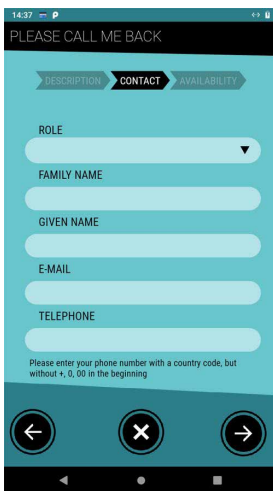 14:37
PLEASE CALL ME BACK
DESCRIPTION CONTACT AVAILABILITY
ROLE
FAMILY NAME
GIVEN NAME
E-MAIL
TELEPHONE
Please enter your phone number with a country code, but
without +, 0, 00 in the beginning